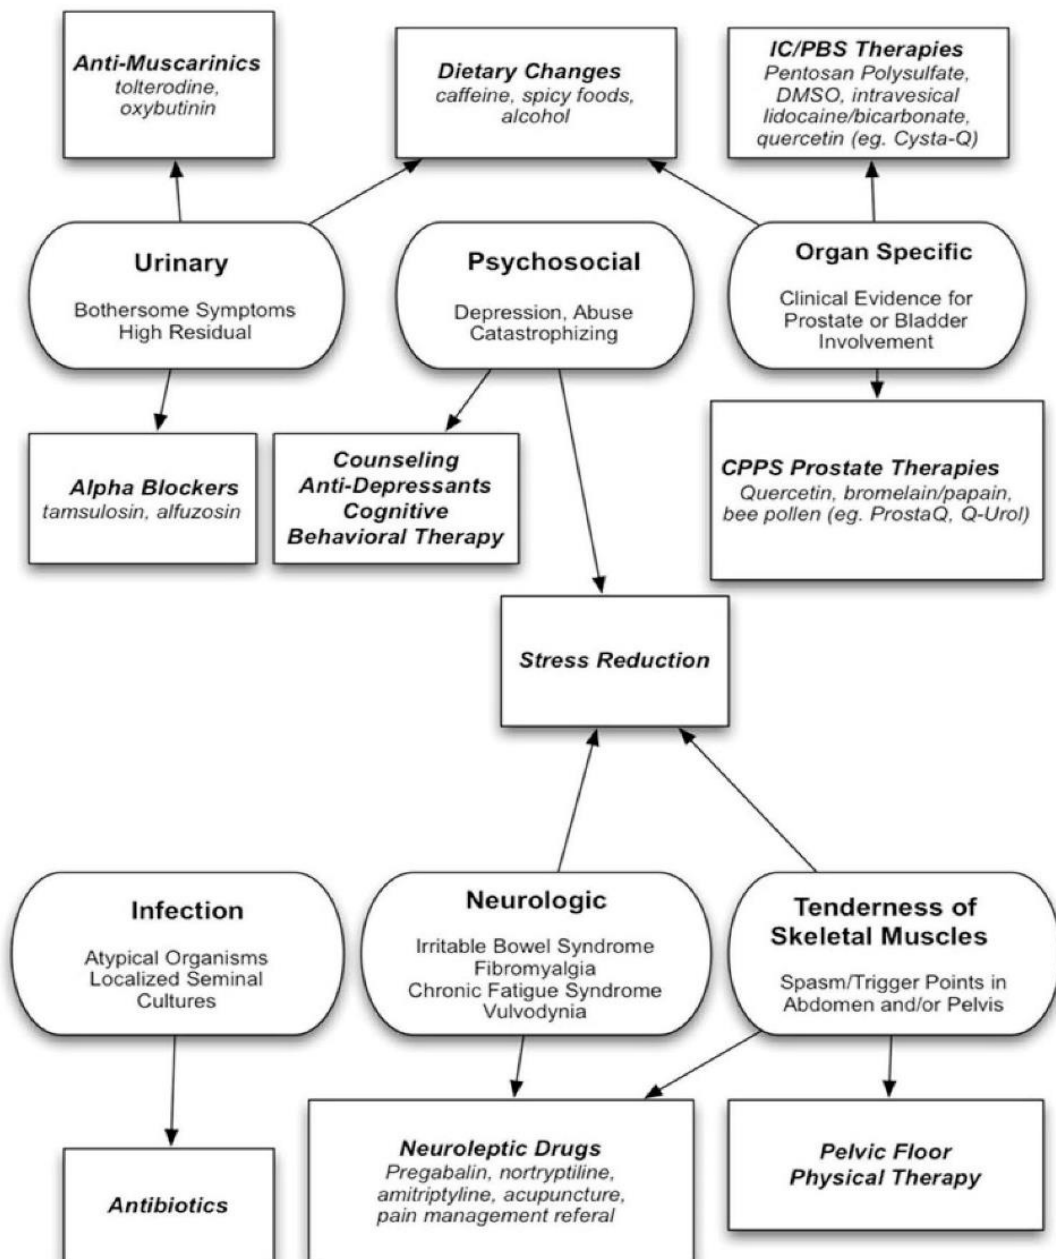 Anti-Muscarinics
tolterodine,
oxybutinin
Dietary Changes
caffeine, spicy foods,
alcohol
IC/PBS Therapies
Pentosan Polysulfate,
DMSO, intravesical
lidocaine/bicarbonate,
quercetin (eg. Cysta-Q)
Urinary
Bothersome Symptoms
High Residual
Psychosocial
Depression, Abuse
Catastrophizing
Organ Specific
Clinical Evidence for
Prostate or Bladder
Involvement
Alpha Blockers
tamsulosin, alfuzosin
Counseling
Anti-Depressants
Cognitive
Behavioral Therapy
CPPS Prostate Therapies
Quercetin, bromelain/papain,
bee pollen (eg. ProstaQ, Q-Urol)
Stress Reduction
Infection
Atypical Organisms
Localized Seminal
Cultures
Neurologic
Irritable Bowel Syndrome
Fibromyalgia
Chronic Fatigue Syndrome
Vulvodynia
Tenderness of
Skeletal Muscles
Spasm/Trigger Points in
Abdomen and/or Pelvis
Antibiotics
Neuroleptic Drugs
Pregabalin, nortryptiline,
amitriptyline, acupuncture,
pain management referal
Pelvic Floor
Physical Therapy